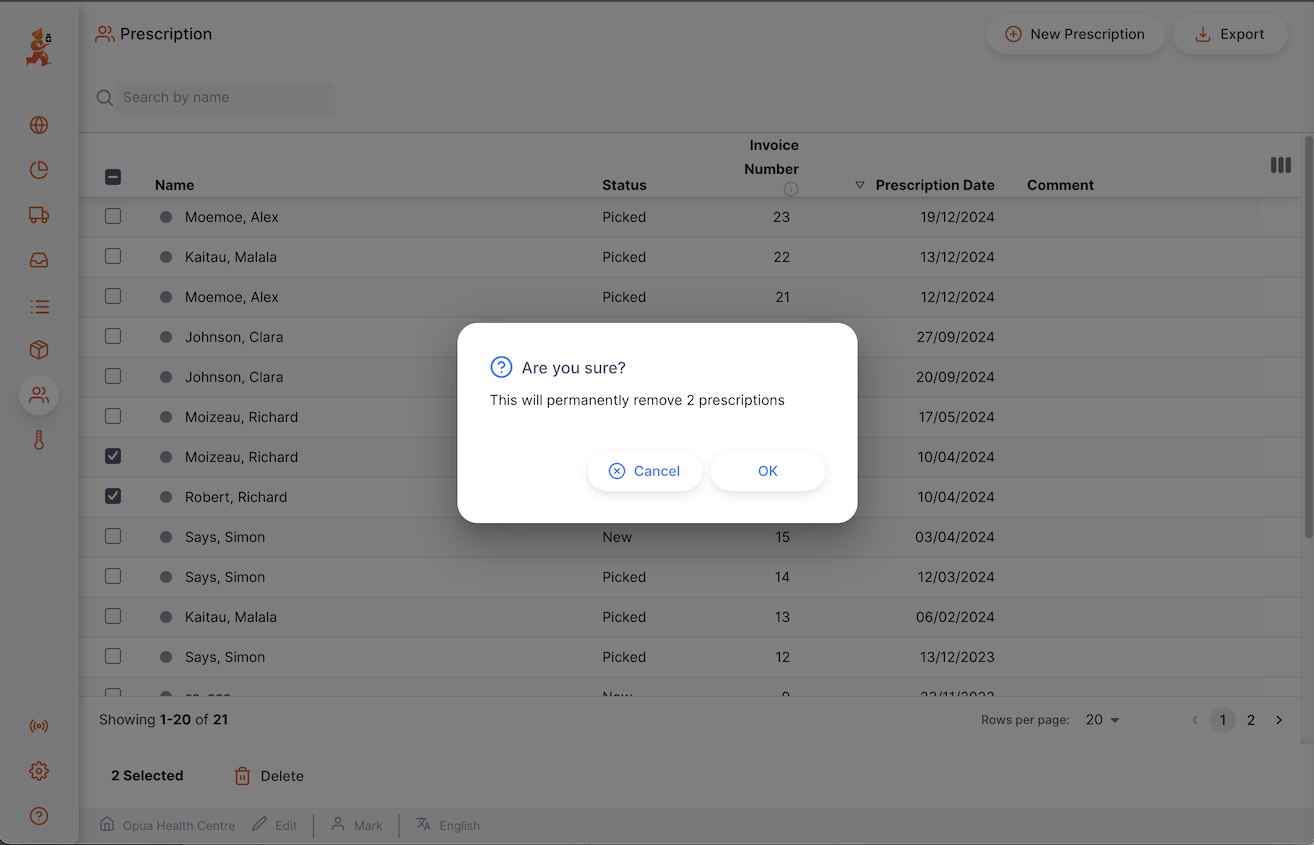 Prescription
New Prescription
Export
Search by name
Name Status Invoice Number Prescription Date Comment
Moemoe, Alex Picked 23 19/12/2024
Kaitau, Malala Picked 22 13/12/2024
Moemoe, Alex Picked 21 12/12/2024
Johnson, Clara 27/09/2024
Johnson, Clara 20/09/2024
Moizeau, Richard 17/05/2024
Moizeau, Richard 10/04/2024
Robert, Richard 10/04/2024
Says, Simon New 15 03/04/2024
Says, Simon Picked 14 12/03/2024
Kaitau, Malala Picked 13 06/02/2024
Says, Simon Picked 12 13/12/2023
Are you sure?
This will permanently remove 2 prescriptions
Cancel
OK
Showing 1-20 of 21
Rows per page: 20
1 2
2 Selected
Delete
Opua Health Centre Edit Mark English